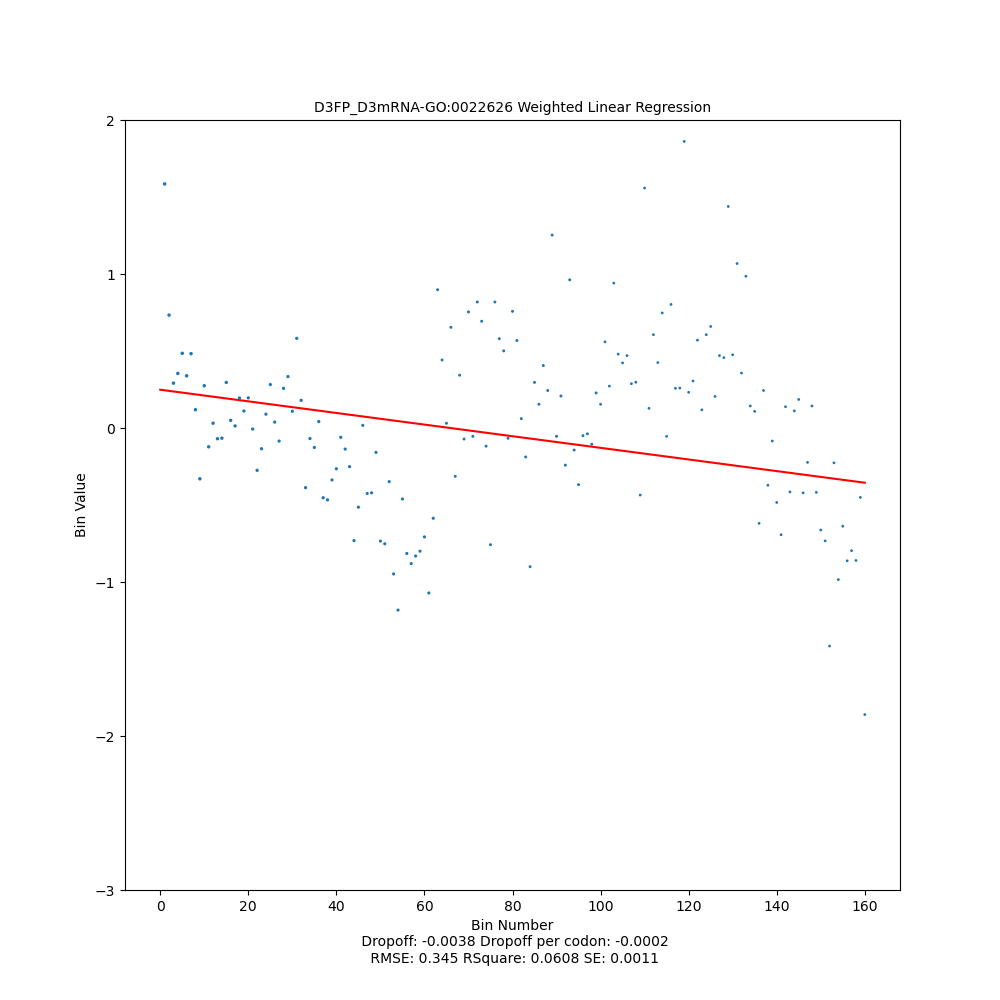 D3FP_D3mRNA-GO:0022626 Weighted Linear Regression
2
1
0
−1
−2
−3
Bin Value
0 20 40 60 80 100 120 140 160
Bin Number
Dropoff: -0.0038 Dropoff per codon: -0.0002
RMSE: 0.345 RSquare: 0.0608 SE: 0.0011